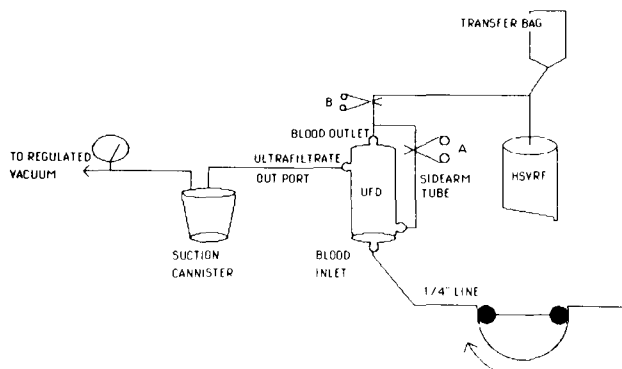 TRANSFER BAG
B
BLOOD OUTLET
A
TO REGULATED
VACUUM
ULTRAFILTRATE
OUT PORT
SIDEARM
TUBE
UFD
HSVRF
SUCTION
CANNISTER
BLOOD
INLET
1/4" LINE